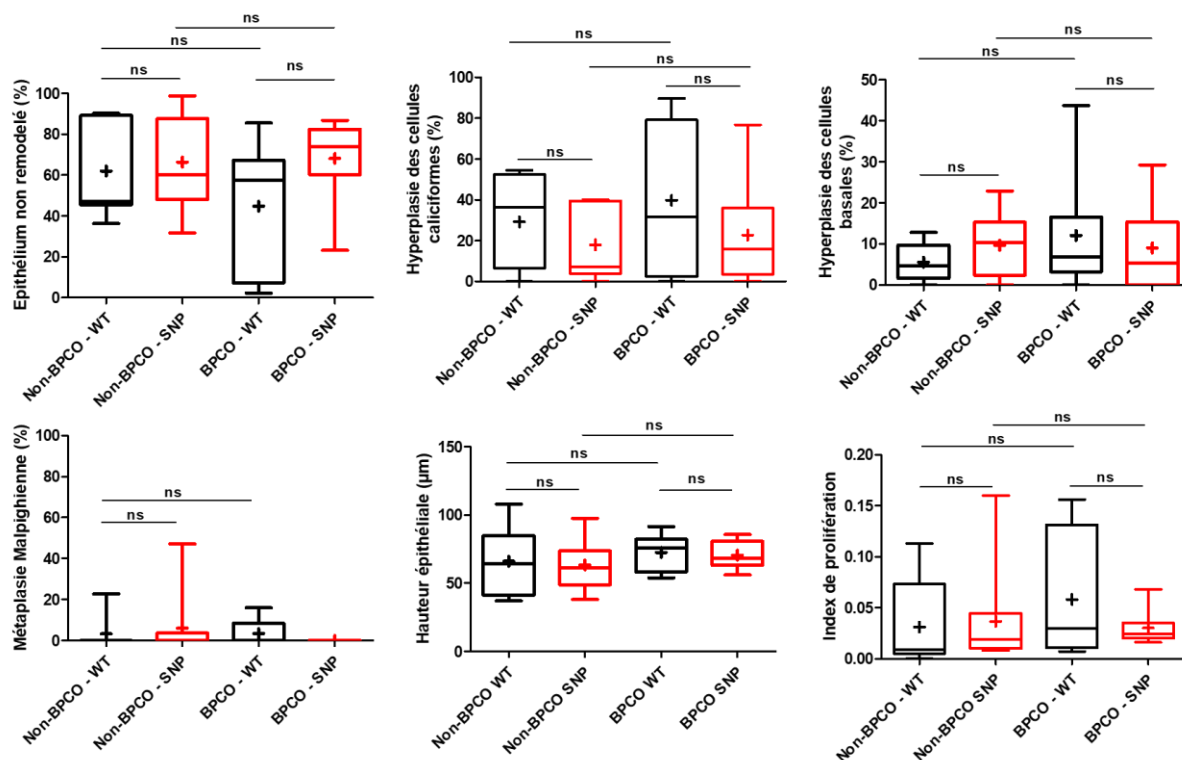 ns
ns
ns
ns
Epithélium non remodelé (%)
100
80
60
40
20
0
Non-BPCO - WT
Non-BPCO - SNP
BPCO - WT
BPCO - SNP
ns
ns
ns
ns
Hyperplasie des cellules
caliciformes (%)
100
80
60
40
20
0
Non-BPCO - WT
Non-BPCO - SNP
BPCO - WT
BPCO - SNP
ns
ns
ns
ns
Hyperplasie des cellules
basales (%)
50
40
30
20
10
0
Non-BPCO - WT
Non-BPCO - SNP
BPCO - WT
BPCO - SNP
ns
ns
Métaplasie Malpighienne (%)
100
80
60
40
20
0
Non-BPCO - WT
Non-BPCO - SNP
BPCO - WT
BPCO - SNP
ns
ns
ns
ns
Hauteur épithéliale (µm)
150
100
50
0
Non-BPCO WT
Non-BPCO SNP
BPCO WT
BPCO SNP
ns
ns
ns
ns
Index de prolifération
0.20
0.15
0.10
0.05
0.00
Non-BPCO - WT
Non-BPCO SNP
BPCO - WT
BPCO - SNP